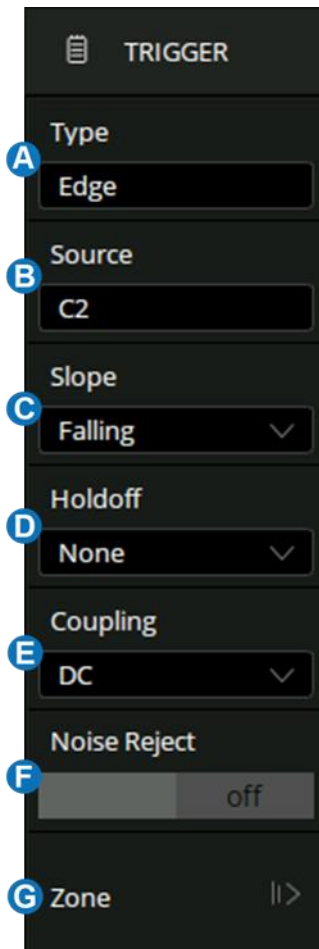 TRIGGER
Type
A
Edge
Source
B
C2
Slope
C
Falling
Holdoff
D
None
Coupling
E
DC
Noise Reject
F
off
G Zone